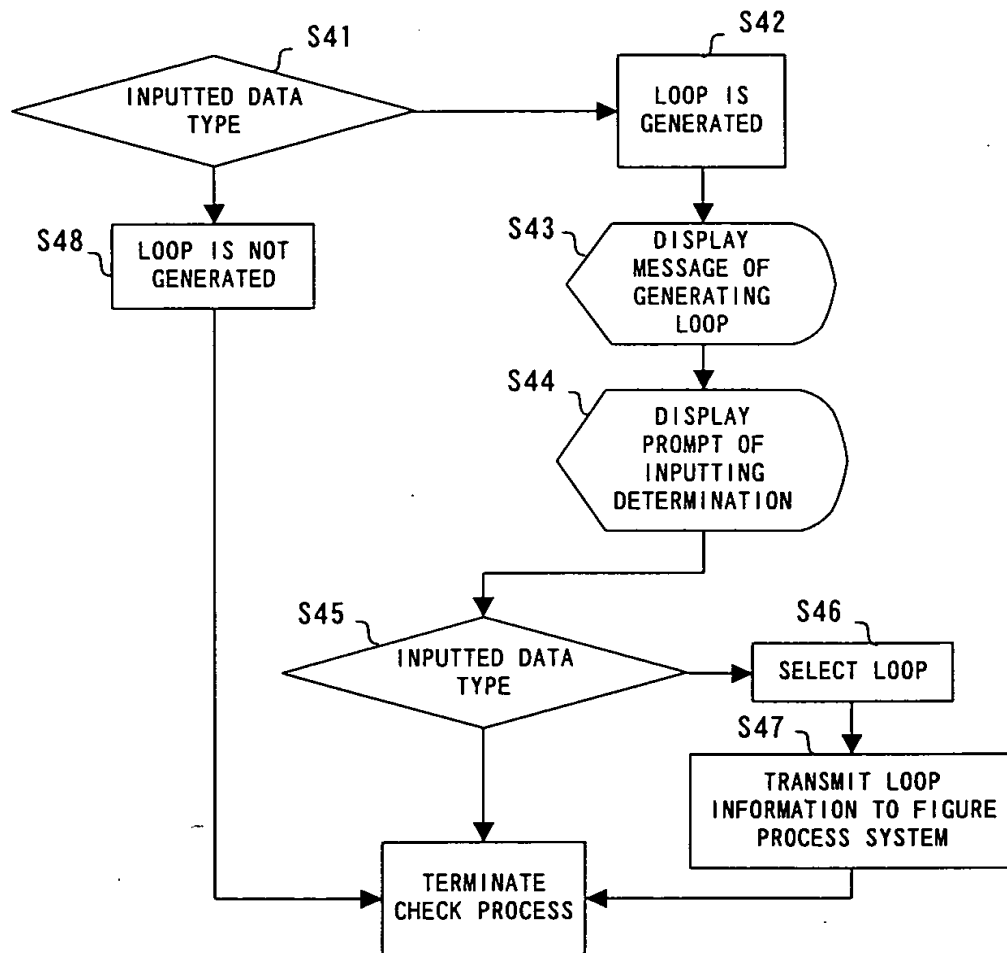 S41
INPUTTED DATA
TYPE
S42
LOOP IS
GENERATED
S48
LOOP IS NOT
GENERATED
S43
DISPLAY
MESSAGE OF
GENERATING
LOOP
S44
DISPLAY
PROMPT OF
INPUTTING
DETERMINATION
S45
INPUTTED DATA
TYPE
S46
SELECT LOOP
S47
TRANSMIT LOOP
INFORMATION TO FIGURE
PROCESS SYSTEM
TERMINATE
CHECK PROCESS